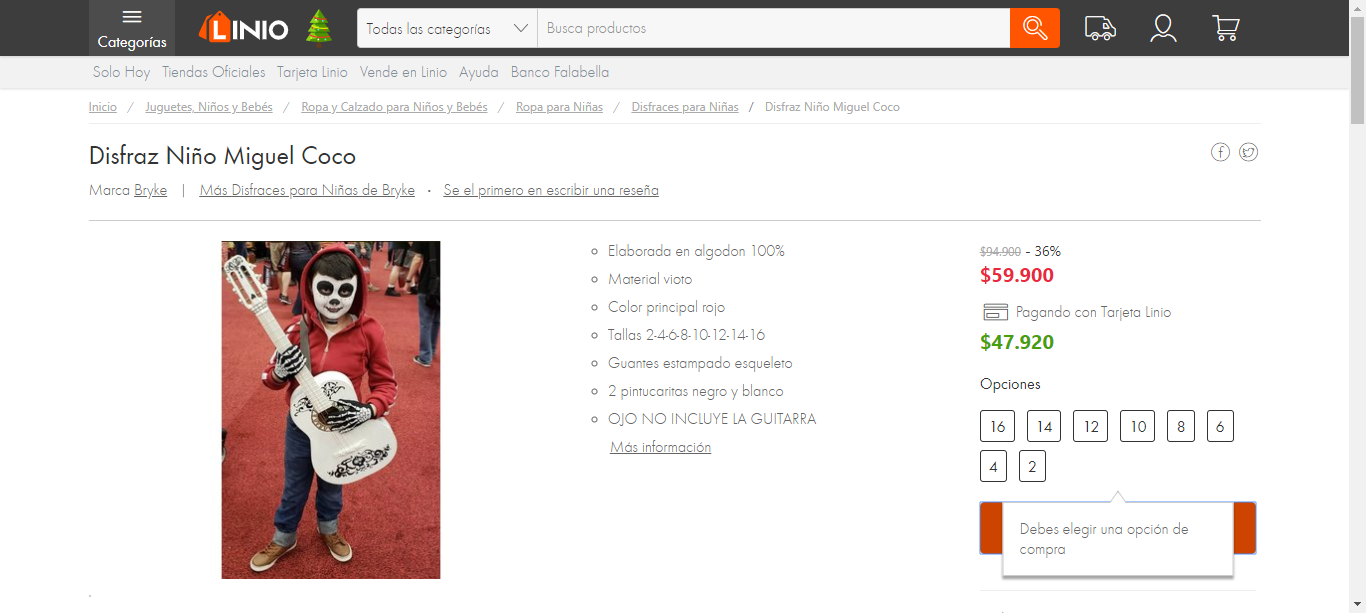 Categorías
LINIO
Todas las categorías
Busca productos
Solo Hoy Tiendas Oficiales Tarjeta Linio Vende en Linio Ayuda Banco Falabella
Inicio / Juguetes, Niños y Bebés / Ropa y Calzado para Niños y Bebés / Ropa para Niñas / Disfraces para Niñas / Disfraz Niño Miguel Coco
Disfraz Niño Miguel Coco
Marca Bryke | Más Disfraces para Niñas de Bryke · Se el primero en escribir una reseña
Elaborada en algodon 100%
Material vioto
Color principal rojo
Tallas 2-4-6-8-10-12-14-16
Guantes estampado esqueleto
2 pintucaritas negro y blanco
OJO NO INCLUYE LA GUITARRA
Más información
$94.900 - 36%
$59.900
Pagando con Tarjeta Linio
$47.920
Opciones
16 14 12 10 8 6
4 2
Debes elegir una opción de
compra